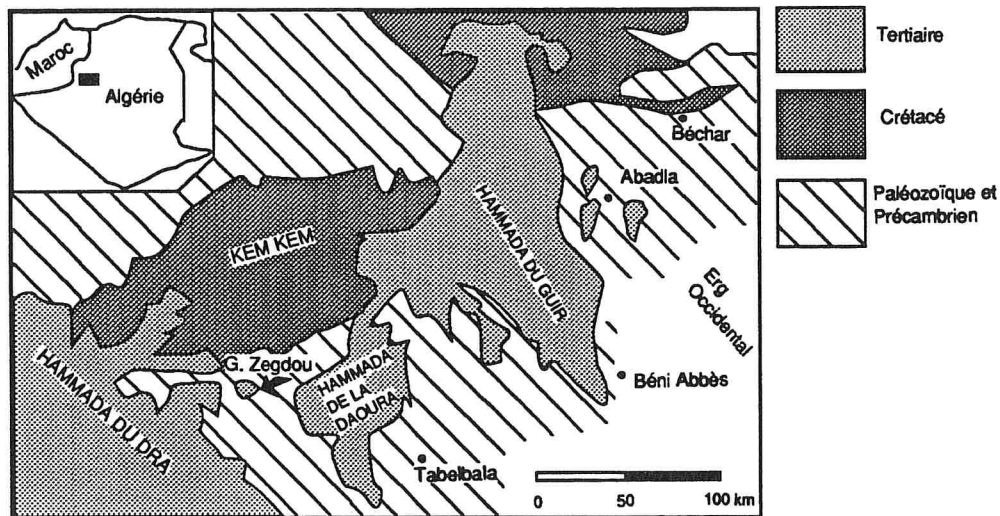 Maroc
Algérie
KEM KEM
HAMMADA DU GUIR
HAMMADA DU DRA
G. Zegdou
HAMMADA
DE LA
DAOURA
Béchar
Abadla
Erg
Occidental
Béni Abbès
Tabelbala
0 50 100 km
Tertiaire
Crétacé
Paléozoïque et
Précambrien